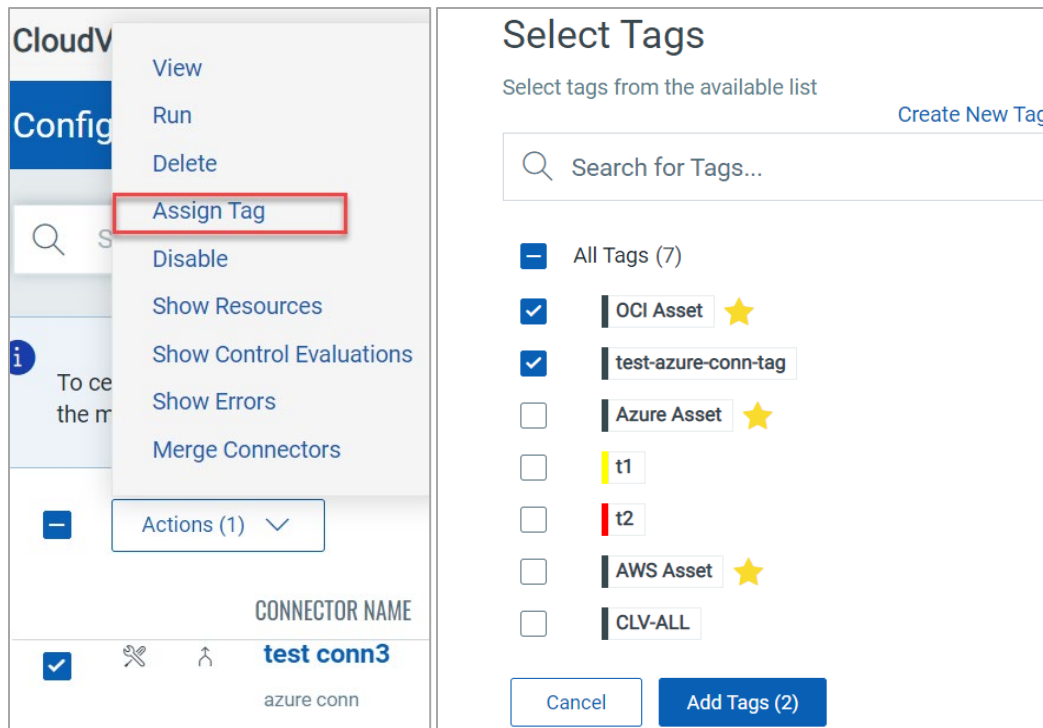 CloudV
Config
S
To ce
the m
View
Run
Delete
Assign Tag
Disable
Show Resources
Show Control Evaluations
Show Errors
Merge Connectors
Actions (1)
CONNECTOR NAME
test conn3
azure conn
Select Tags
Select tags from the available list
Create New Tag
Search for Tags...
All Tags (7)
OCI Asset
test-azure-conn-tag
Azure Asset
t1
t2
AWS Asset
CLV-ALL
Cancel
Add Tags (2)